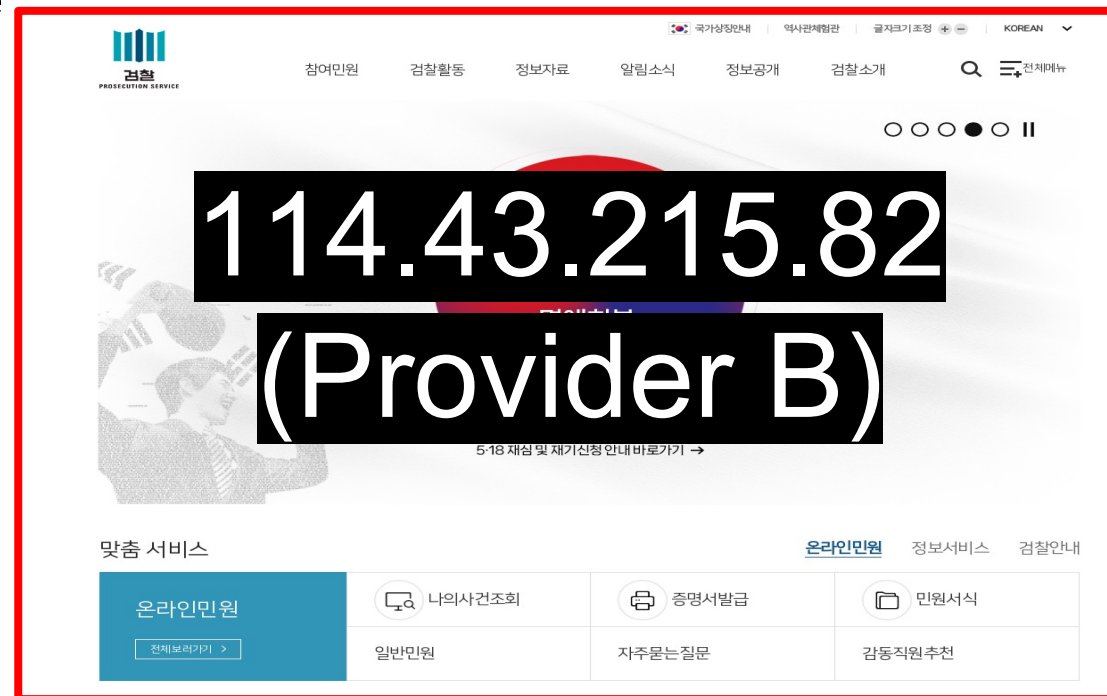 국가상징안내 역사관체험관 글자크기 조정 + − KOREAN
검찰
PROSECUTION SERVICE
참여민원 검찰활동 정보자료 알림소식 정보공개 검찰소개 전체메뉴
114.43.215.82
(Provider B)
5·18 재심 및 재기신청 안내 바로가기 →
맞춤 서비스
온라인민원 정보서비스 검찰안내
온라인민원
전체보러가기 >
나의사건조회 증명서발급 민원서식
일반민원 자주묻는질문 감동직원추천